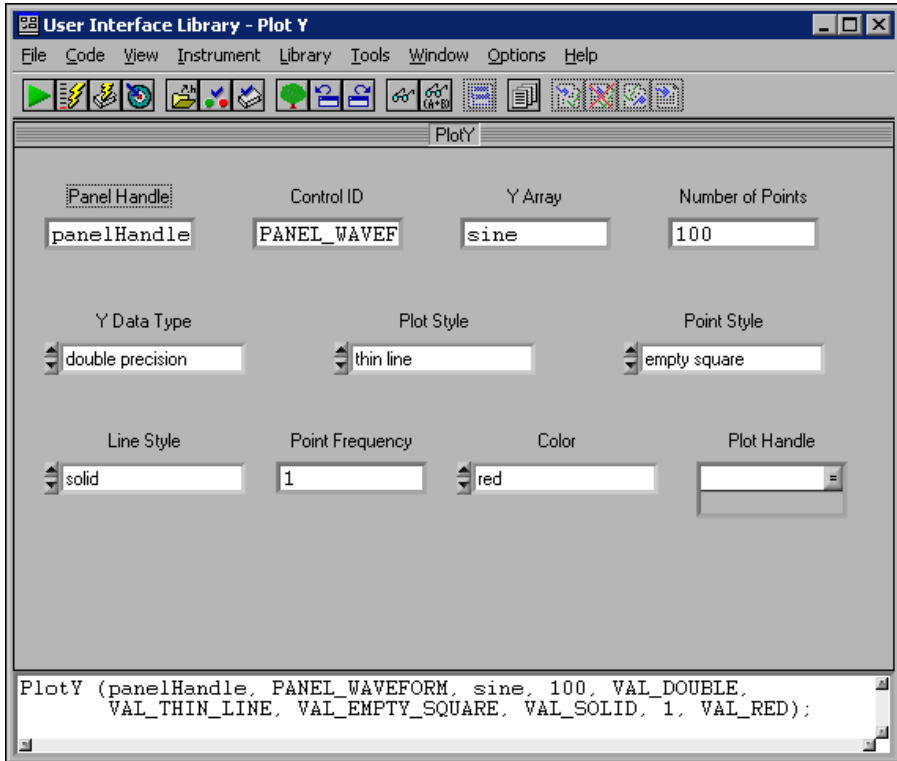 User Interface Library - Plot Y
File Code View Instrument Library Tools Window Options Help
(A+B)
PlotY
Panel Handle Control ID Y Array Number of Points
panelHandle PANEL_WAVEF sine 100
Y Data Type Plot Style Point Style
double precision thin line empty square
Line Style Point Frequency Color Plot Handle
solid 1 red =
PlotY (panelHandle, PANEL_WAVEFORM, sine, 100, VAL_DOUBLE,
VAL_THIN_LINE, VAL_EMPTY_SQUARE, VAL_SOLID, 1, VAL_RED);